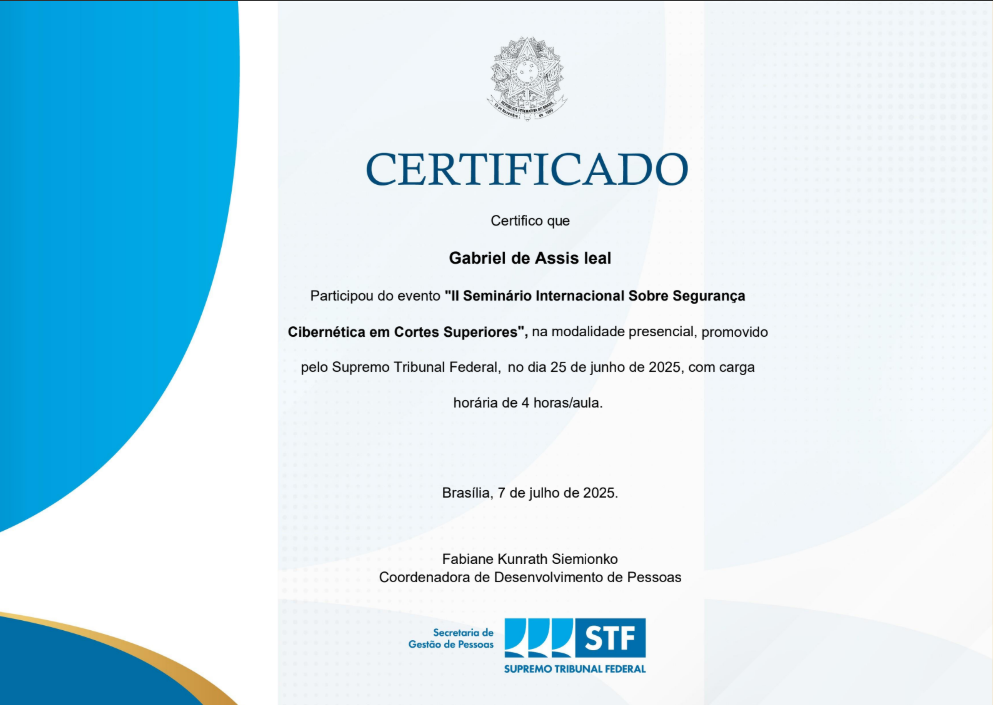 CERTIFICADO
Certifico que
Gabriel de Assis leal
Participou do evento "II Seminário Internacional Sobre Segurança
Cibernética em Cortes Superiores", na modalidade presencial, promovido
pelo Supremo Tribunal Federal, no dia 25 de junho de 2025, com carga
horária de 4 horas/aula.
Brasília, 7 de julho de 2025.
Fabiane Kunrath Siemionko
Coordenadora de Desenvolvimento de Pessoas
Secretaria de
Gestão de Pessoas
STF
SUPREMO TRIBUNAL FEDERAL